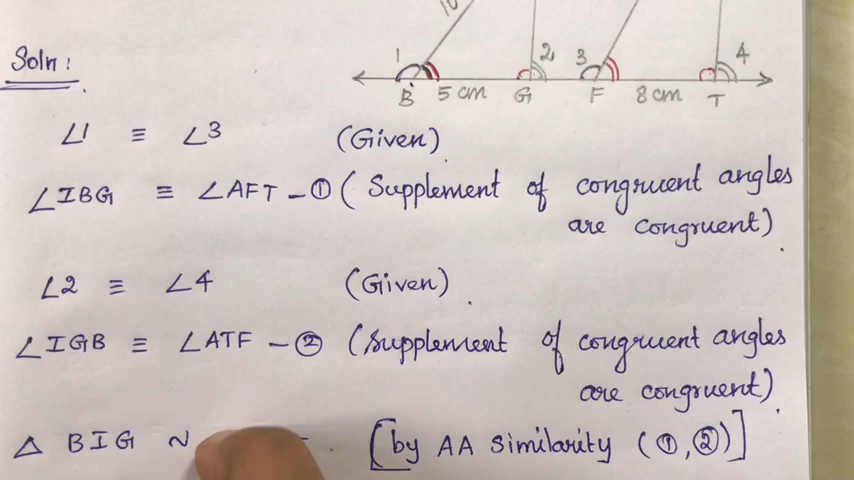 10
Soln:
1 2 3 4
B 5 cm G F 8 cm T
∠1 ≡ ∠3 (Given)
∠IBG ≡ ∠AFT – ① (Supplement of congruent angles
are congruent)
∠2 ≡ ∠4 (Given)
∠IGB ≡ ∠ATF – ② (Supplement of congruent angles
are congruent)
△ BIG ~ [by AA Similarity (①,②)]